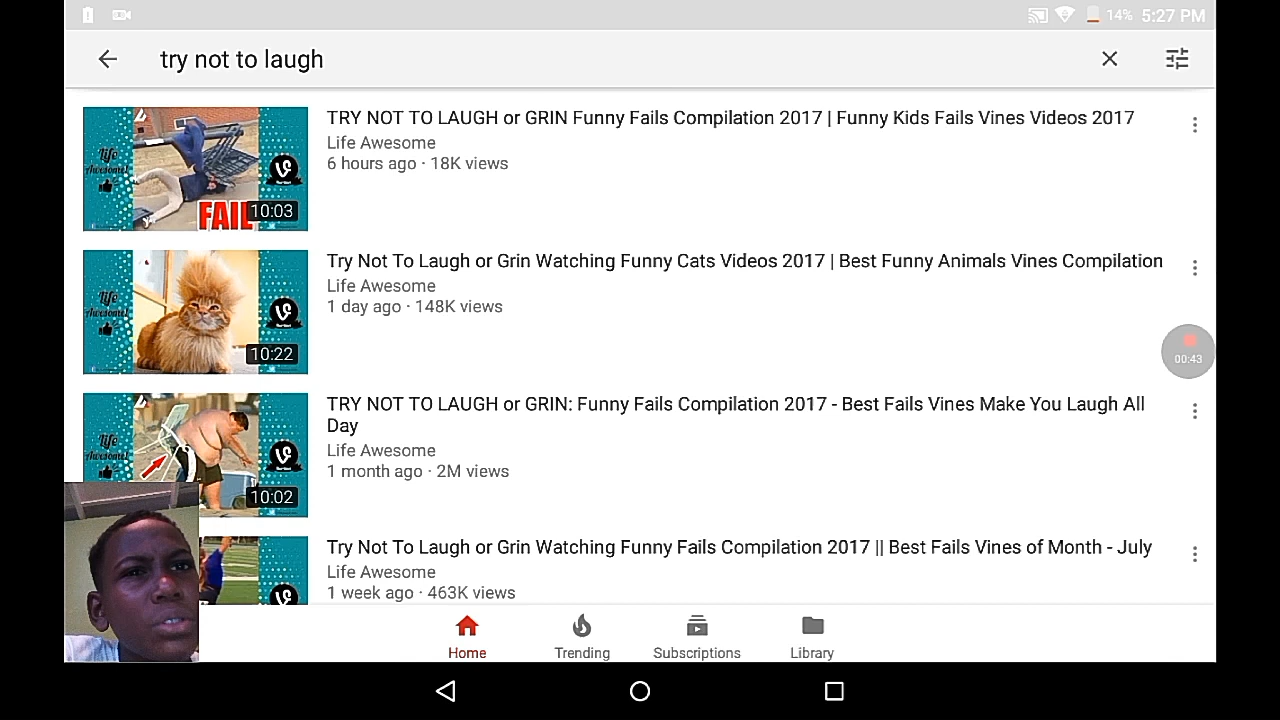 14% 5:27 PM
try not to laugh
TRY NOT TO LAUGH or GRIN Funny Fails Compilation 2017 | Funny Kids Fails Vines Videos 2017
Life Awesome
6 hours ago · 18K views
Life
Awesome!
FAIL
10:03
Try Not To Laugh or Grin Watching Funny Cats Videos 2017 | Best Funny Animals Vines Compilation
Life Awesome
1 day ago · 148K views
Life
Awesome!
10:22
00:43
TRY NOT TO LAUGH or GRIN: Funny Fails Compilation 2017 - Best Fails Vines Make You Laugh All
Day
Life Awesome
1 month ago · 2M views
Life
Awesome!
10:02
Try Not To Laugh or Grin Watching Funny Fails Compilation 2017 || Best Fails Vines of Month - July
Life Awesome
1 week ago · 463K views
Home Trending Subscriptions Library